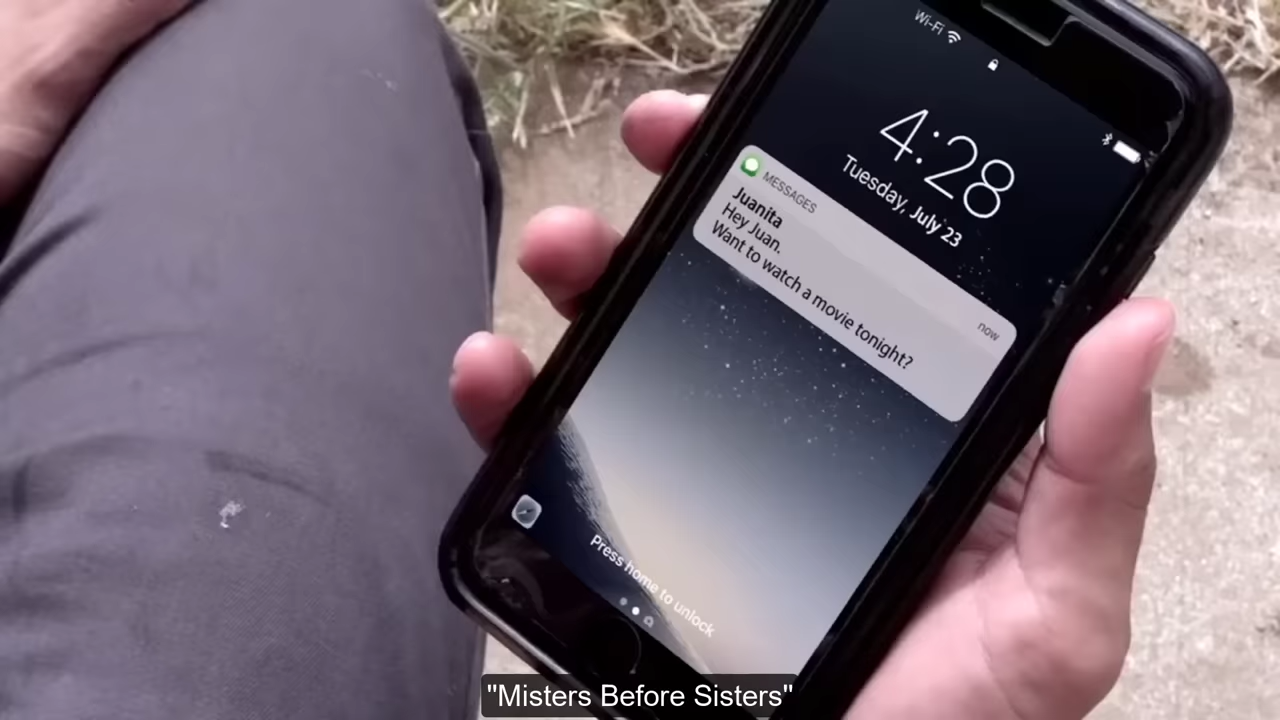 Wi-Fi
4:28
Tuesday, July 23
MESSAGES
now
Juanita
Hey Juan.
Want to watch a movie tonight?
Press home to unlock
"Misters Before Sisters"